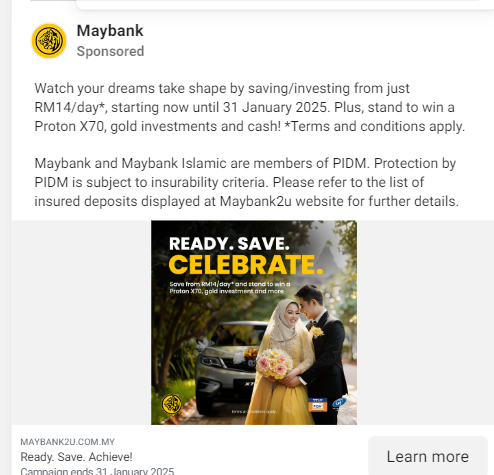 Maybank
Sponsored
Watch your dreams take shape by saving/investing from just
RM14/day*, starting now until 31 January 2025. Plus, stand to win a
Proton X70, gold investments and cash! *Terms and conditions apply.
Maybank and Maybank Islamic are members of PIDM. Protection by
PIDM is subject to insurability criteria. Please refer to the list of
insured deposits displayed at Maybank2u website for further details.
READY. SAVE.
CELEBRATE.
Save from RM14/day* and stand to win a
Proton X70, gold investment and more
X70
MAYBANK2U.COM.MY
Ready. Save. Achieve!
Learn more
Campaign ends 31 January 2025